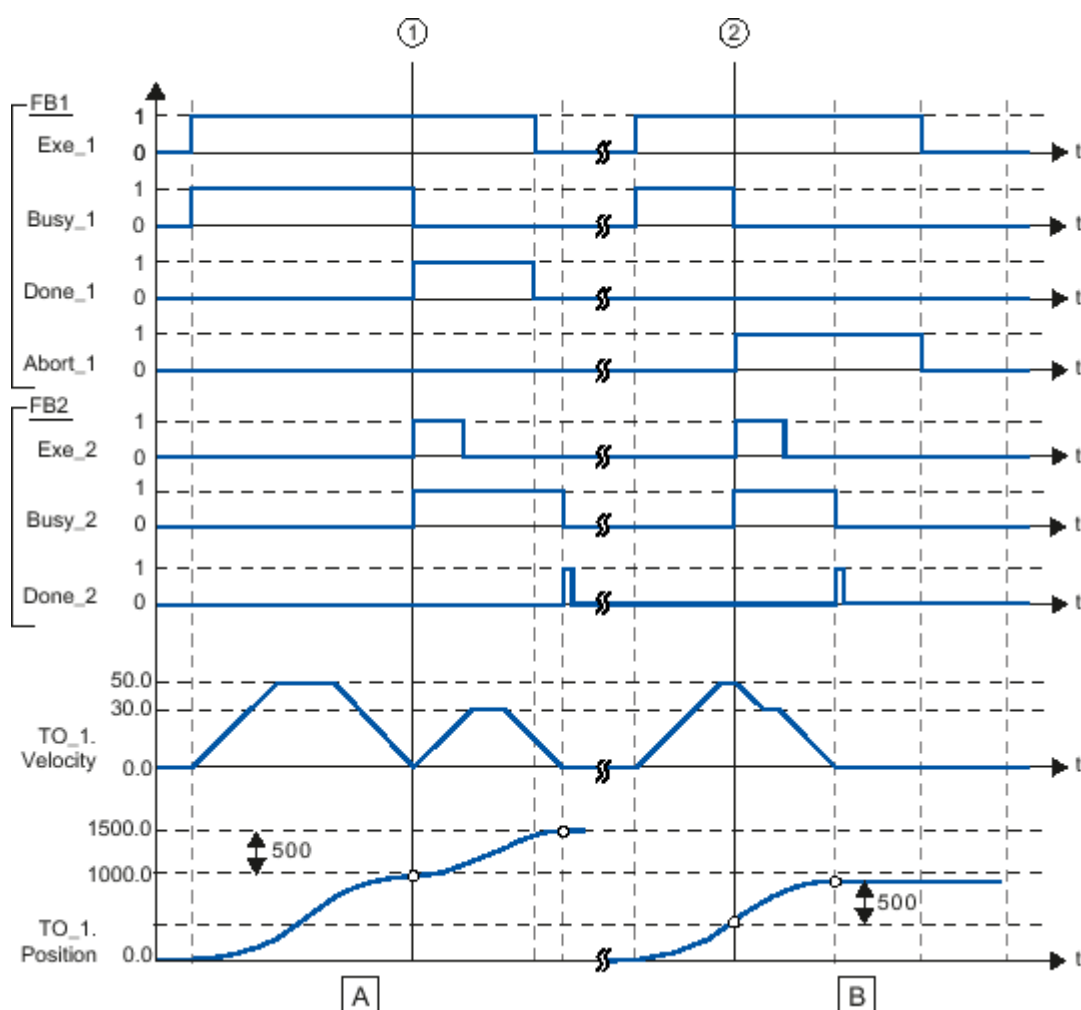 1 2
FB1
1
Exe_1
0 t
1
Busy_1
0 t
1
Done_1
0 t
1
Abort_1
0 t
FB2
1
Exe_2
0 t
1
Busy_2
0 t
1
Done_2
0 t
50.0
30.0
TO_1.
Velocity
0.0 t
1500.0
500
1000.0
500
TO_1.
Position
0.0 t
A B